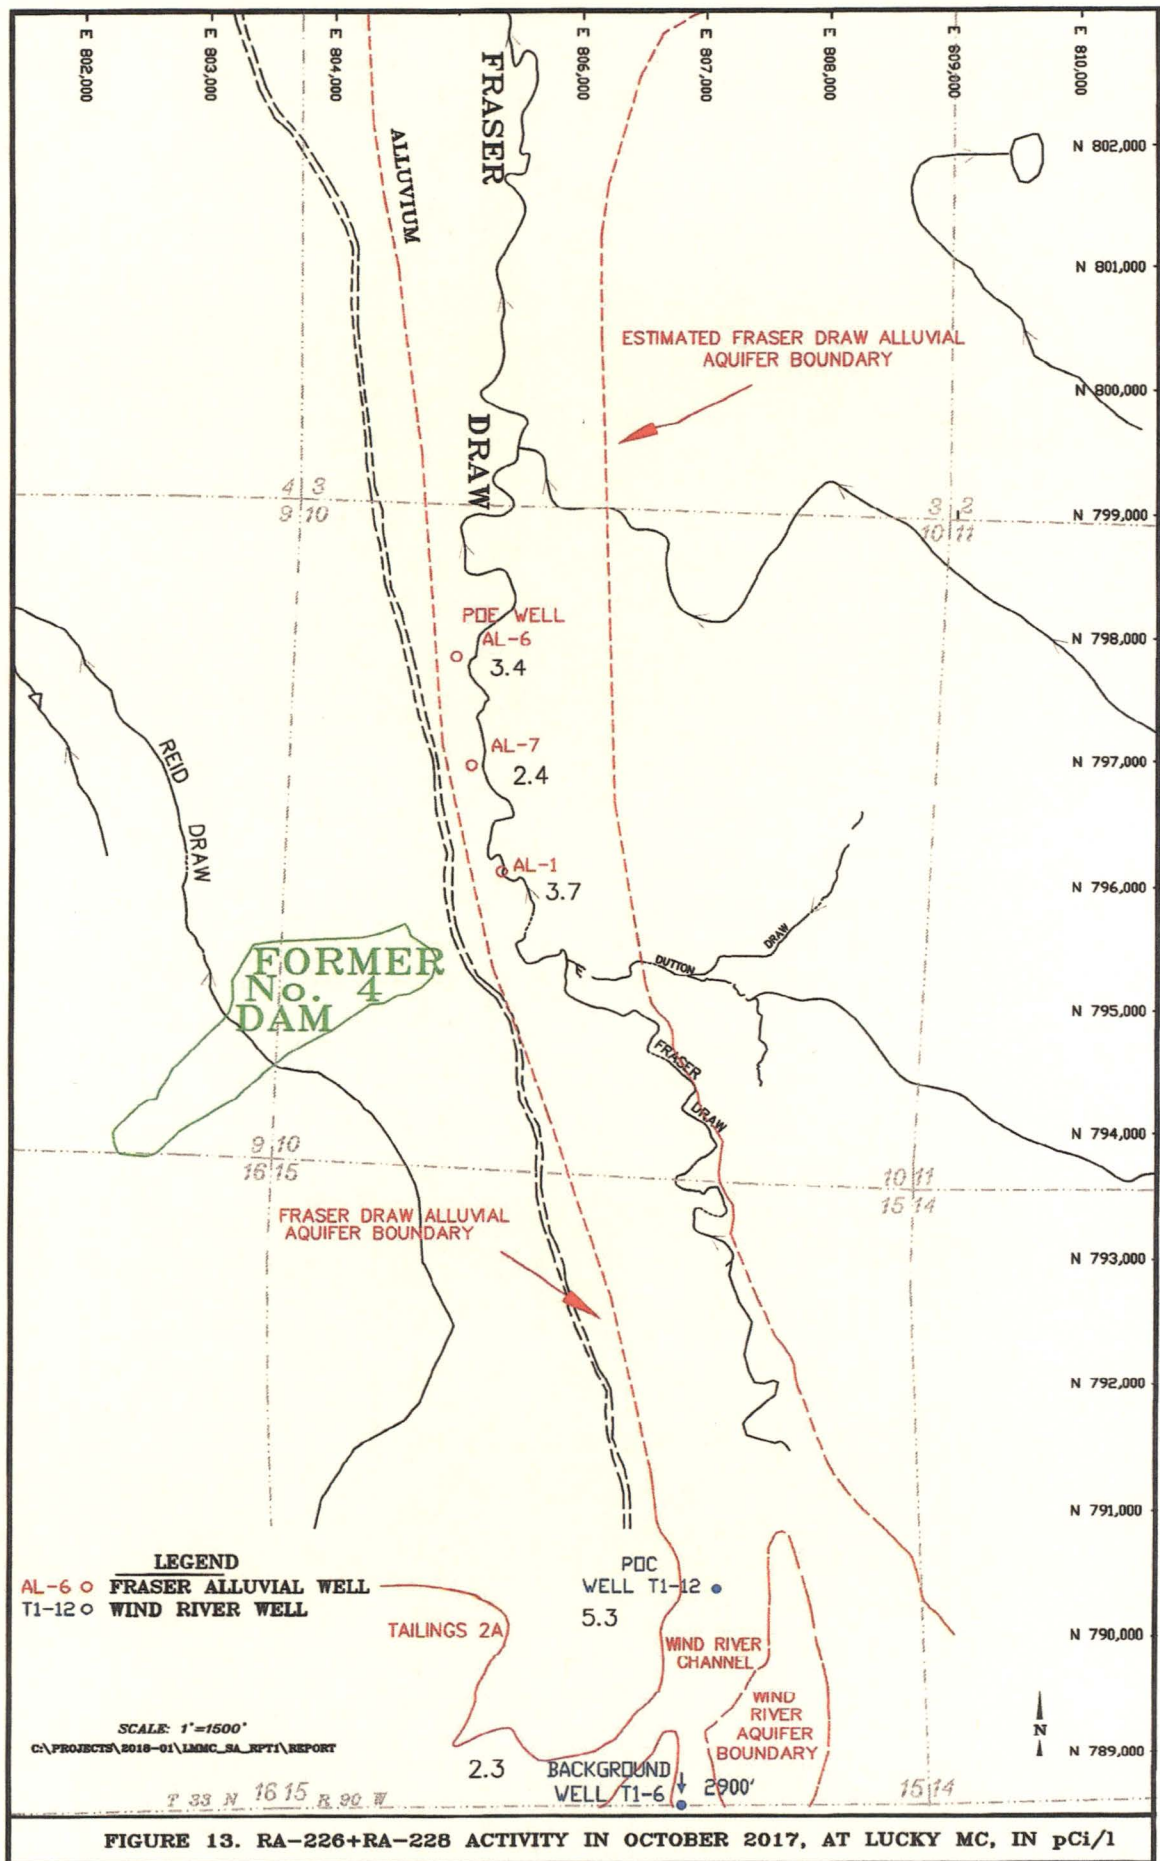 E 802,000
E 803,000
E 804,000
E 806,000
E 807,000
E 808,000
E 809,000
E 810,000
FRASER
ALLUVIUM
N 802,000
N 801,000
ESTIMATED FRASER DRAW ALLUVIAL
AQUIFER BOUNDARY
N 800,000
DRAW
4 3
9 10
3 2
10 11
N 799,000
POE WELL
AL-6
3.4
N 798,000
REID
DRAW
AL-7
2.4
N 797,000
AL-1
3.7
N 796,000
DUTTON
DRAW
FORMER
No. 4
DAM
N 795,000
FRASER
DRAW
N 794,000
9 10
16 15
10 11
15 14
FRASER DRAW ALLUVIAL
AQUIFER BOUNDARY
N 793,000
N 792,000
N 791,000
LEGEND
AL-6 FRASER ALLUVIAL WELL
T1-12 WIND RIVER WELL
POC
WELL T1-12
5.3
TAILINGS 2A
WIND RIVER
CHANNEL
N 790,000
WIND
RIVER
AQUIFER
BOUNDARY
N
N 789,000
SCALE: 1"=1500'
C:\PROJECTS\2018-01\LMMC_SA_RPT1\REPORT
2.3
BACKGROUND
WELL T1-6
2900'
T 33 N 16 15 R 90 W
15 14
FIGURE 13. RA-226+RA-228 ACTIVITY IN OCTOBER 2017, AT LUCKY MC, IN pCi/l